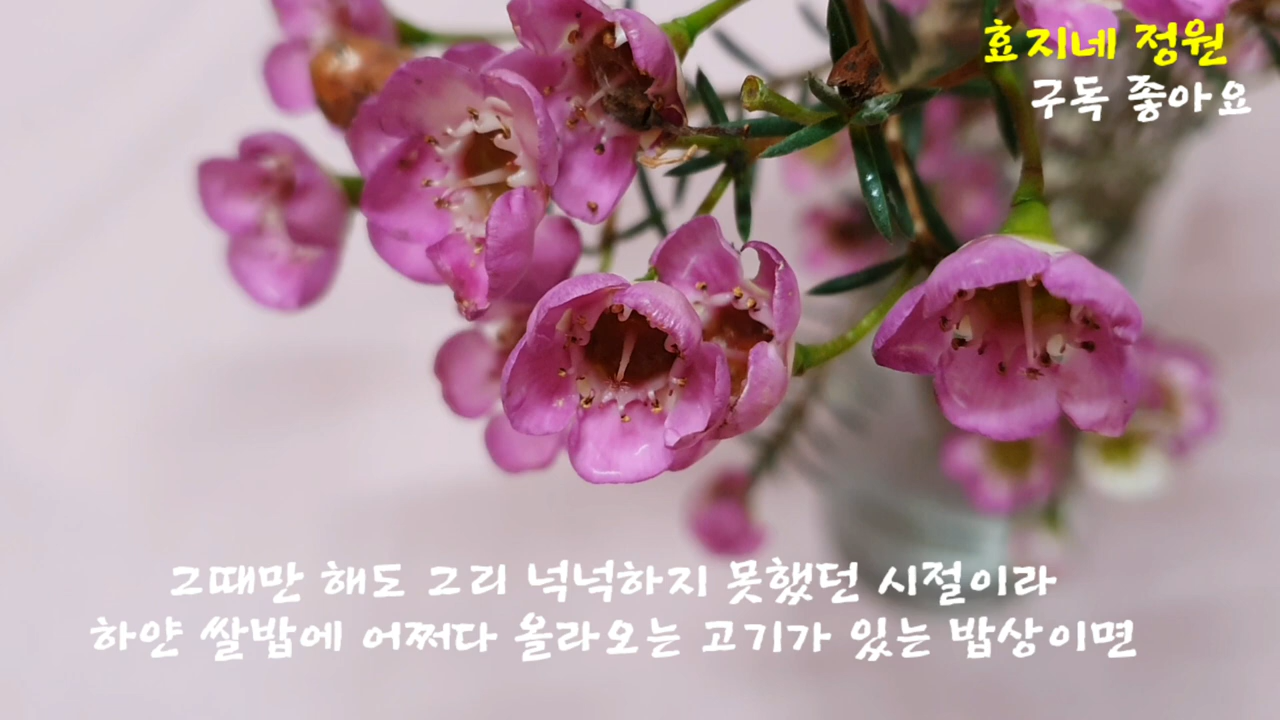 효지네 정원
구독 좋아요
그때만 해도 그리 넉넉하지 못했던 시절이라
하얀 쌀밥에 어쩌다 올라오는 고기가 있는 밥상이면